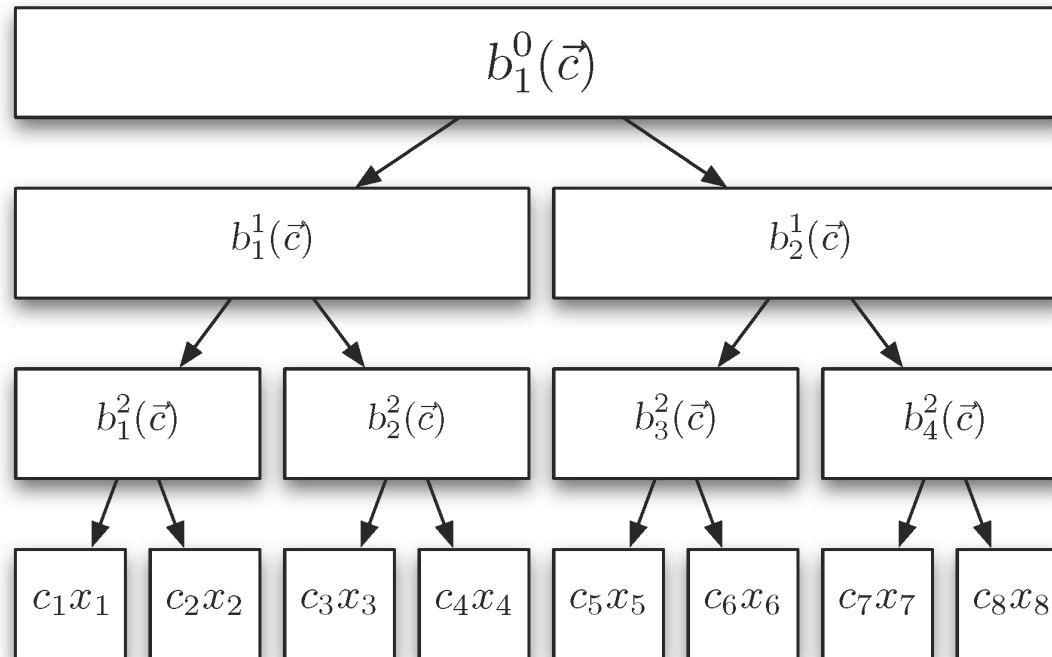 $b_1^0(\vec{c})$
$b_1^1(\vec{c})$ $b_2^1(\vec{c})$
$b_1^2(\vec{c})$ $b_2^2(\vec{c})$ $b_3^2(\vec{c})$ $b_4^2(\vec{c})$
$c_1x_1$ $c_2x_2$ $c_3x_3$ $c_4x_4$ $c_5x_5$ $c_6x_6$ $c_7x_7$ $c_8x_8$